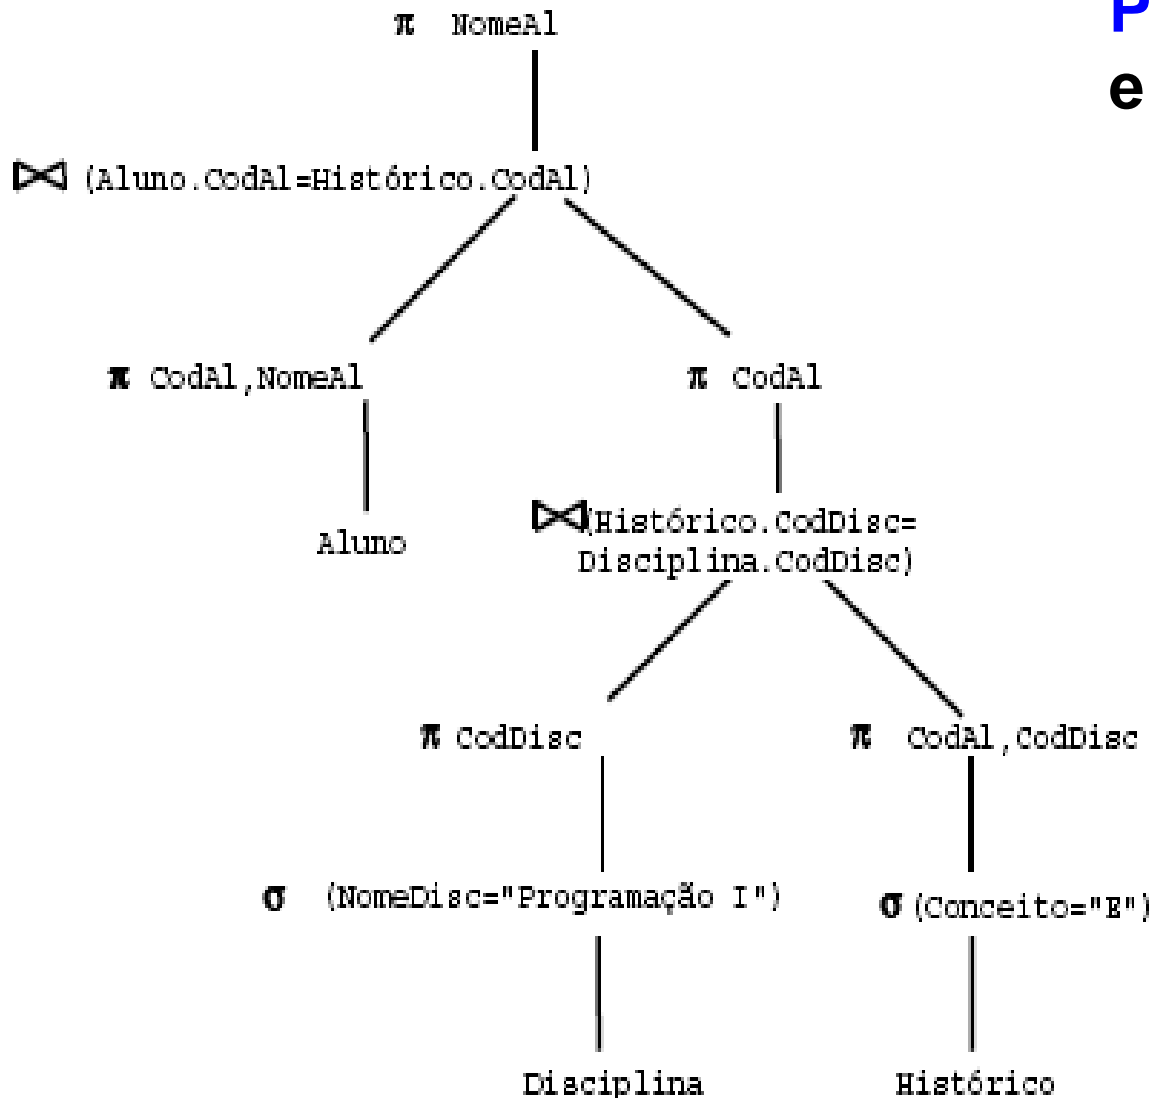 P
e
π NomeAl
⋈ (Aluno.CodAl=Histórico.CodAl)
π CodAl,NomeAl
π CodAl
Aluno
⋈(Histórico.CodDisc=
Disciplina.CodDisc)
π CodDisc
π CodAl,CodDisc
σ (NomeDisc="Programação I")
σ(Conceito="E")
Disciplina
Histórico